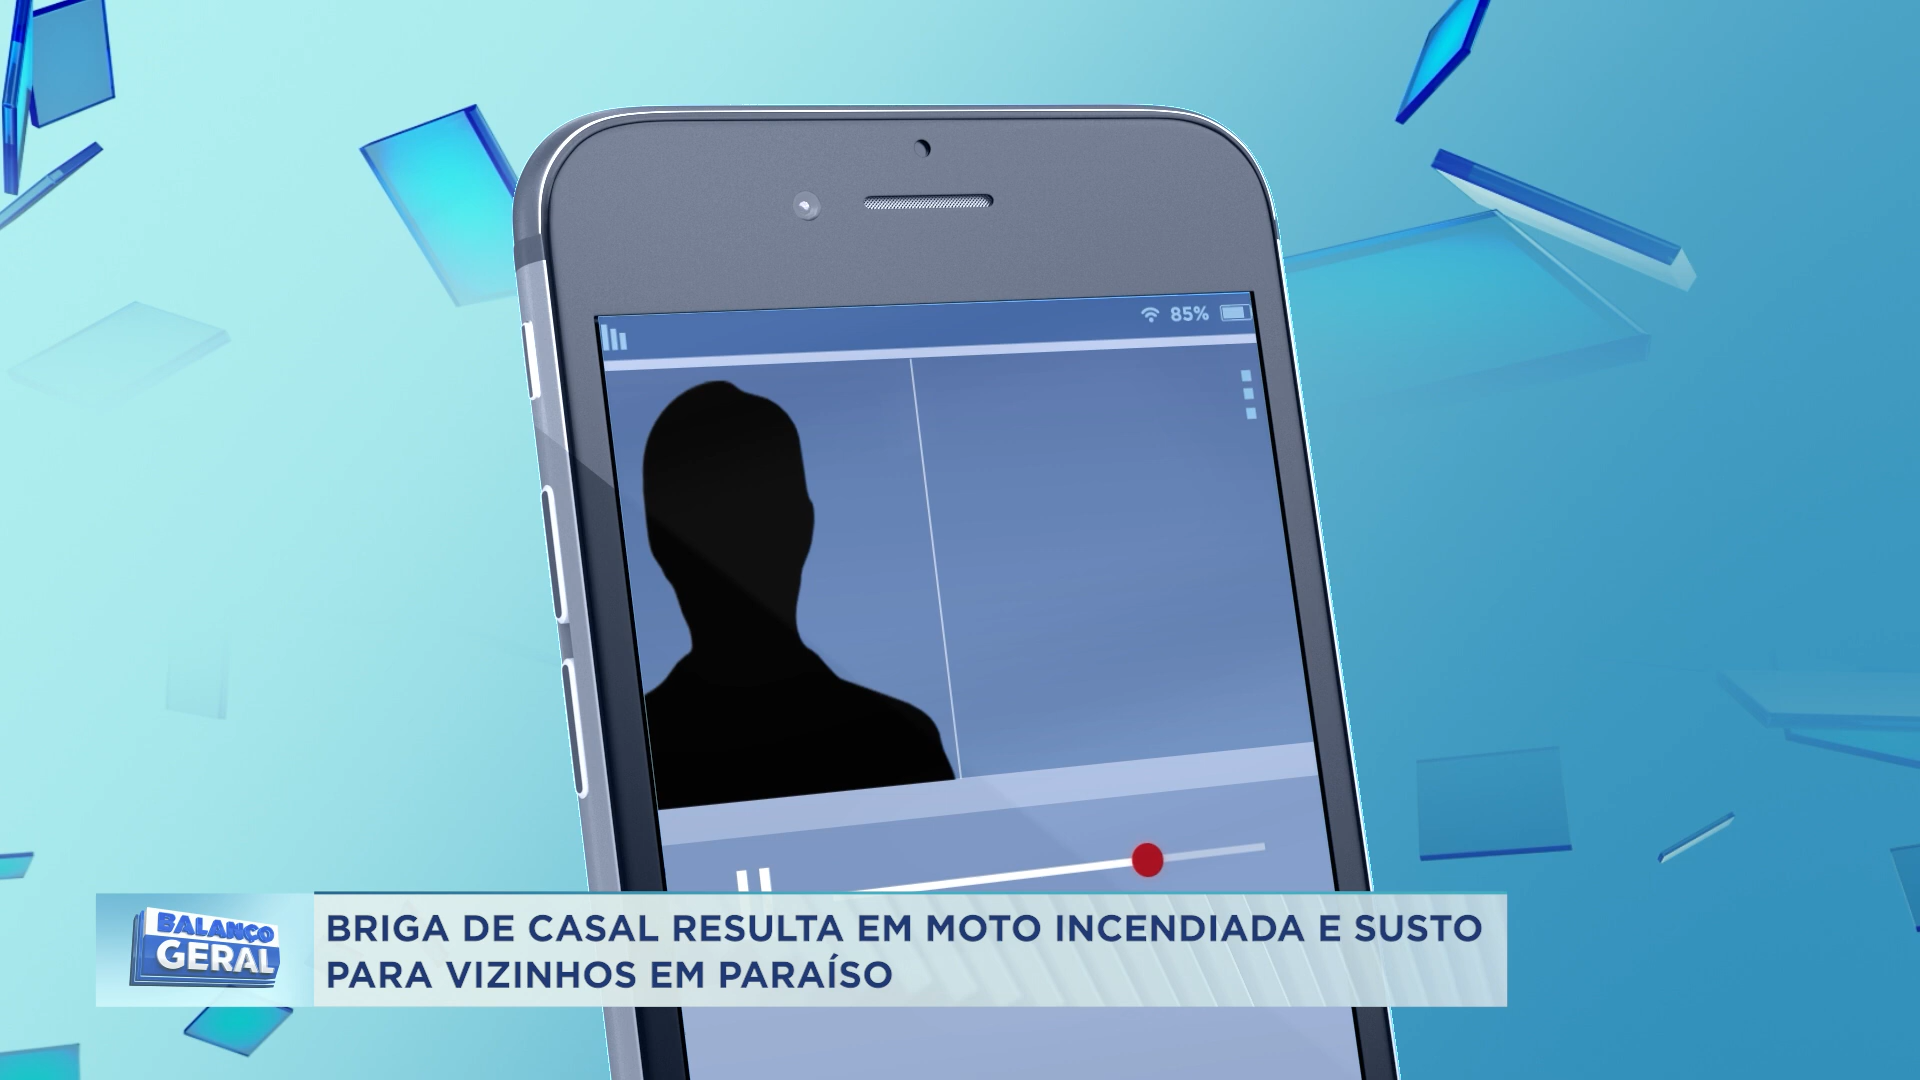 85%
BALANÇO
GERAL
BRIGA DE CASAL RESULTA EM MOTO INCENDIADA E SUSTO
PARA VIZINHOS EM PARAÍSO